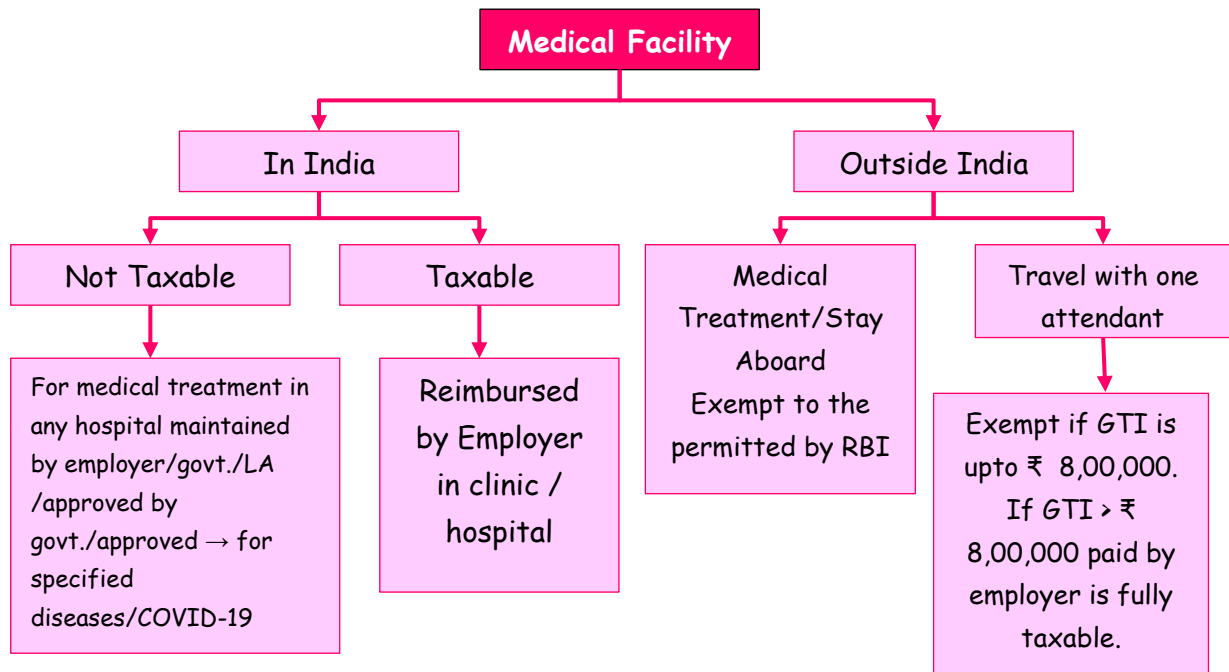 Medical Facility
In India
Outside India
Not Taxable
Taxable
Medical
Treatment/Stay
Aboard
Exempt to the
permitted by RBI
Travel with one
attendant
For medical treatment in
any hospital maintained
by employer/govt./LA
/approved by
govt./approved → for
specified
diseases/COVID-19
Reimbursed
by Employer
in clinic /
hospital
Exempt if GTI is
upto ₹ 8,00,000.
If GTI > ₹
8,00,000 paid by
employer is fully
taxable.